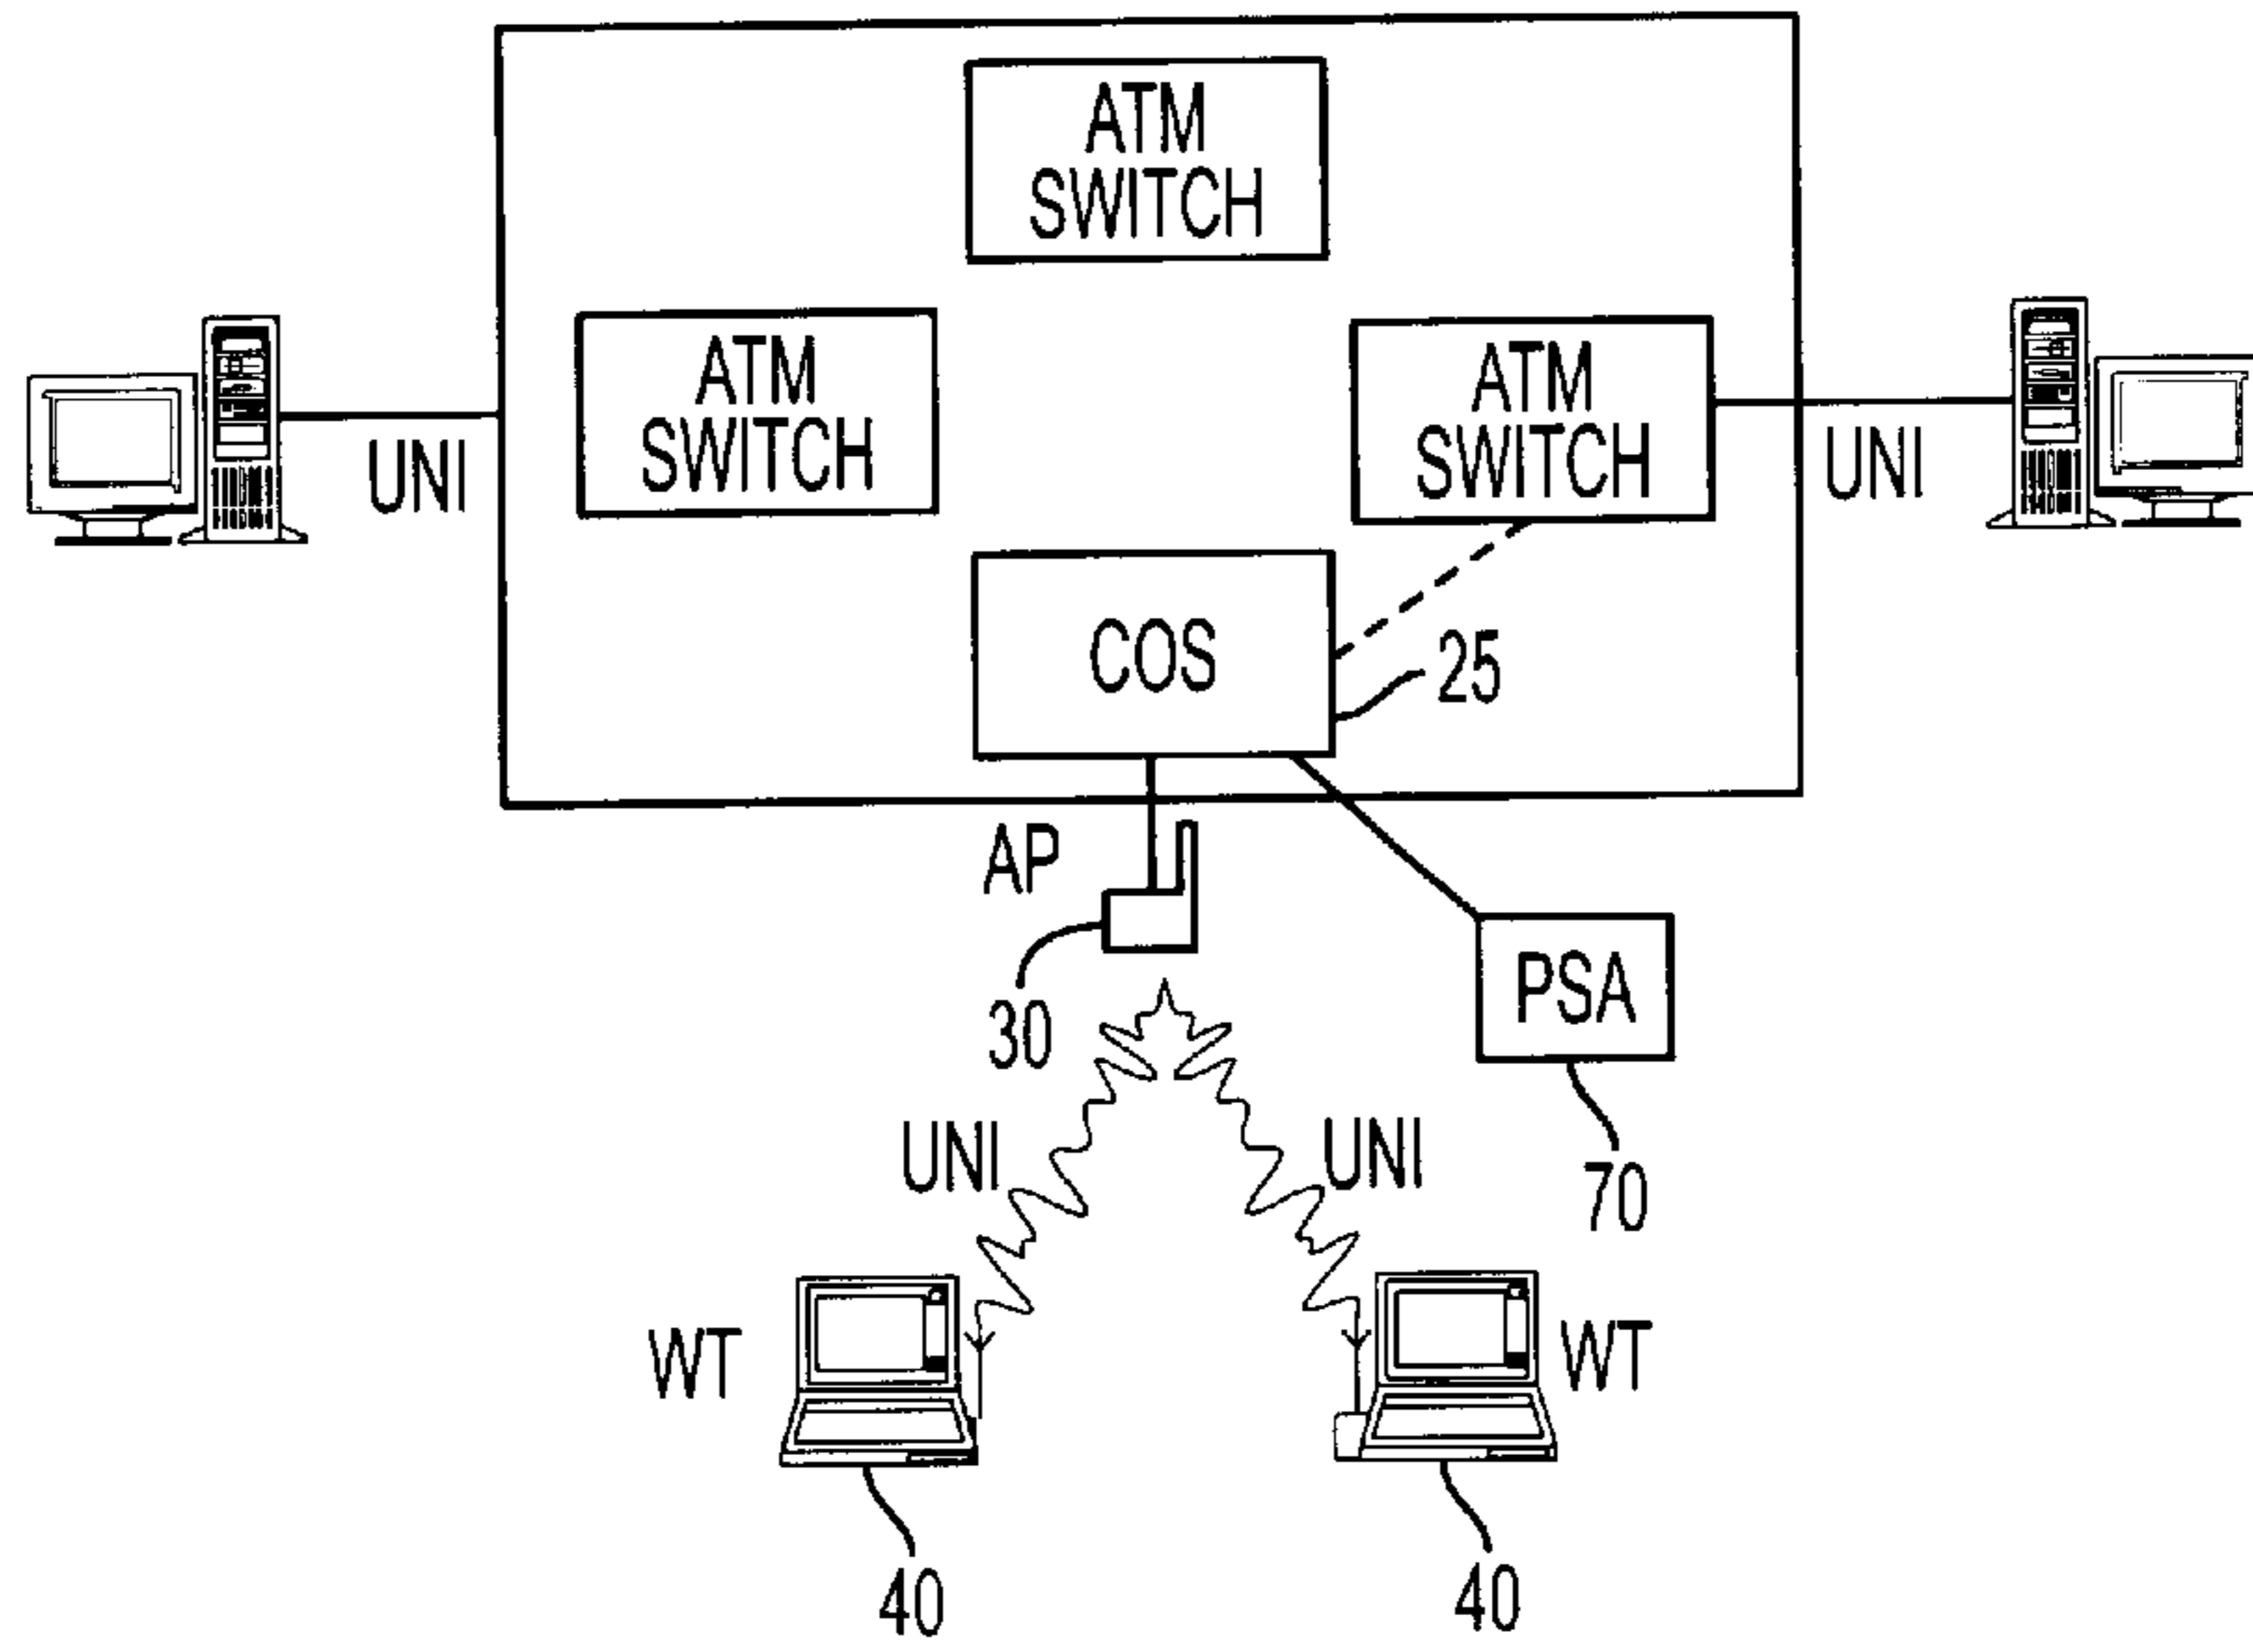 ATM
SWITCH
ATM
SWITCH
ATM
SWITCH
UNI
UNI
COS
25
AP
30
PSA
70
UNI
UNI
WT
WT
40
40